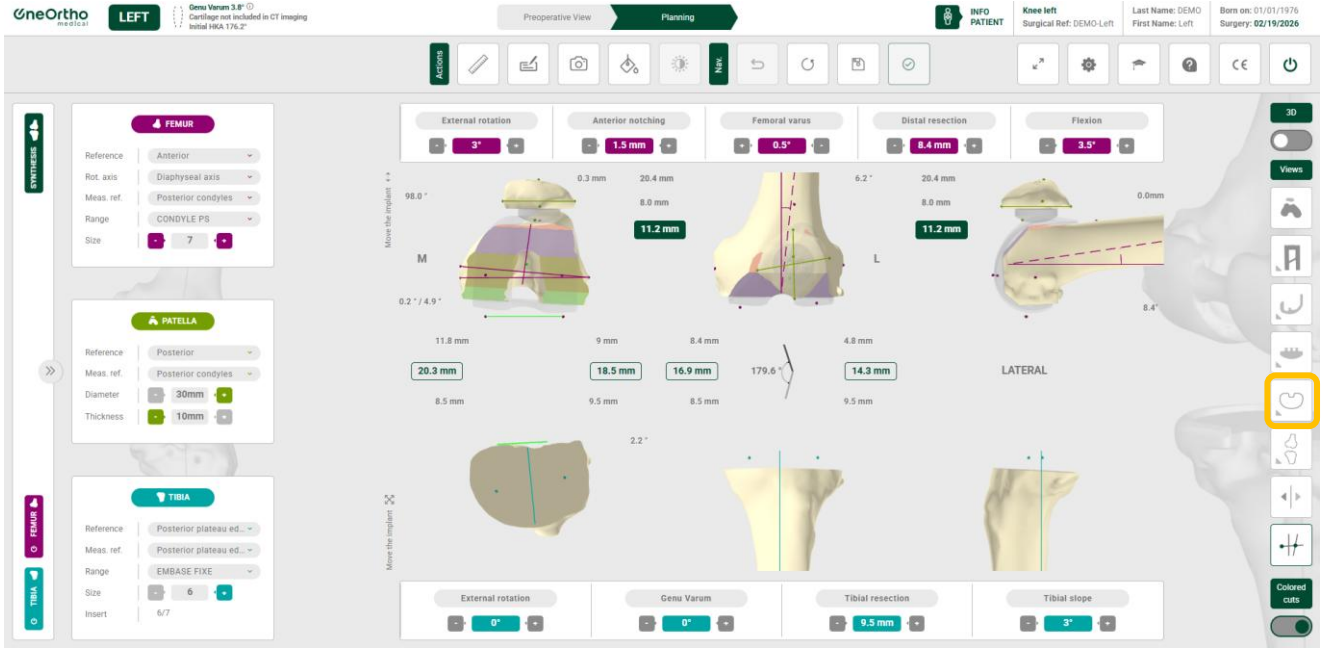 OneOrtho
medical
LEFT
Genu Varum 3.8°
Cartilage not included in CT imaging
Initial HKA 176.2°
Preoperative View
Planning
INFO
PATIENT
Knee left
Surgical Ref: DEMO-Left
Last Name: DEMO
First Name: Left
Born on: 01/01/1976
Surgery: 02/19/2026
Actions
Nav.
CE
SYNTHESIS
FEMUR
Reference Anterior
Rot. axis Diaphyseal axis
Meas. ref. Posterior condyles
Range CONDYLE PS
Size - 7 +
PATELLA
Reference Posterior
Meas. ref. Posterior condyles
Diameter - 30mm +
Thickness - 10mm +
TIBIA
Reference Posterior plateau ed...
Meas. ref. Posterior plateau ed...
Range EMBASE FIXE
Size - 6 +
Insert 6/7
FEMUR
TIBIA
External rotation
- 3° +
Anterior notching
- 1.5 mm +
Femoral varus
+ 0.5° -
Distal resection
- 8.4 mm +
Flexion
- 3.5° +
Move the implant
98.0 °
0.3 mm
20.4 mm
8.0 mm
11.2 mm
M
0.2 ° / 4.9 °
6.2 °
20.4 mm
8.0 mm
11.2 mm
L
0.0mm
8.4°
11.8 mm
9 mm
8.4 mm
4.8 mm
20.3 mm
18.5 mm
16.9 mm
179.6 °
14.3 mm
LATERAL
8.5 mm
9.5 mm
8.5 mm
9.5 mm
2.2 °
Move the implant
External rotation
- 0° +
Genu Varum
- 0° +
Tibial resection
- 9.5 mm +
Tibial slope
- 3° +
3D
Views
Colored
cuts